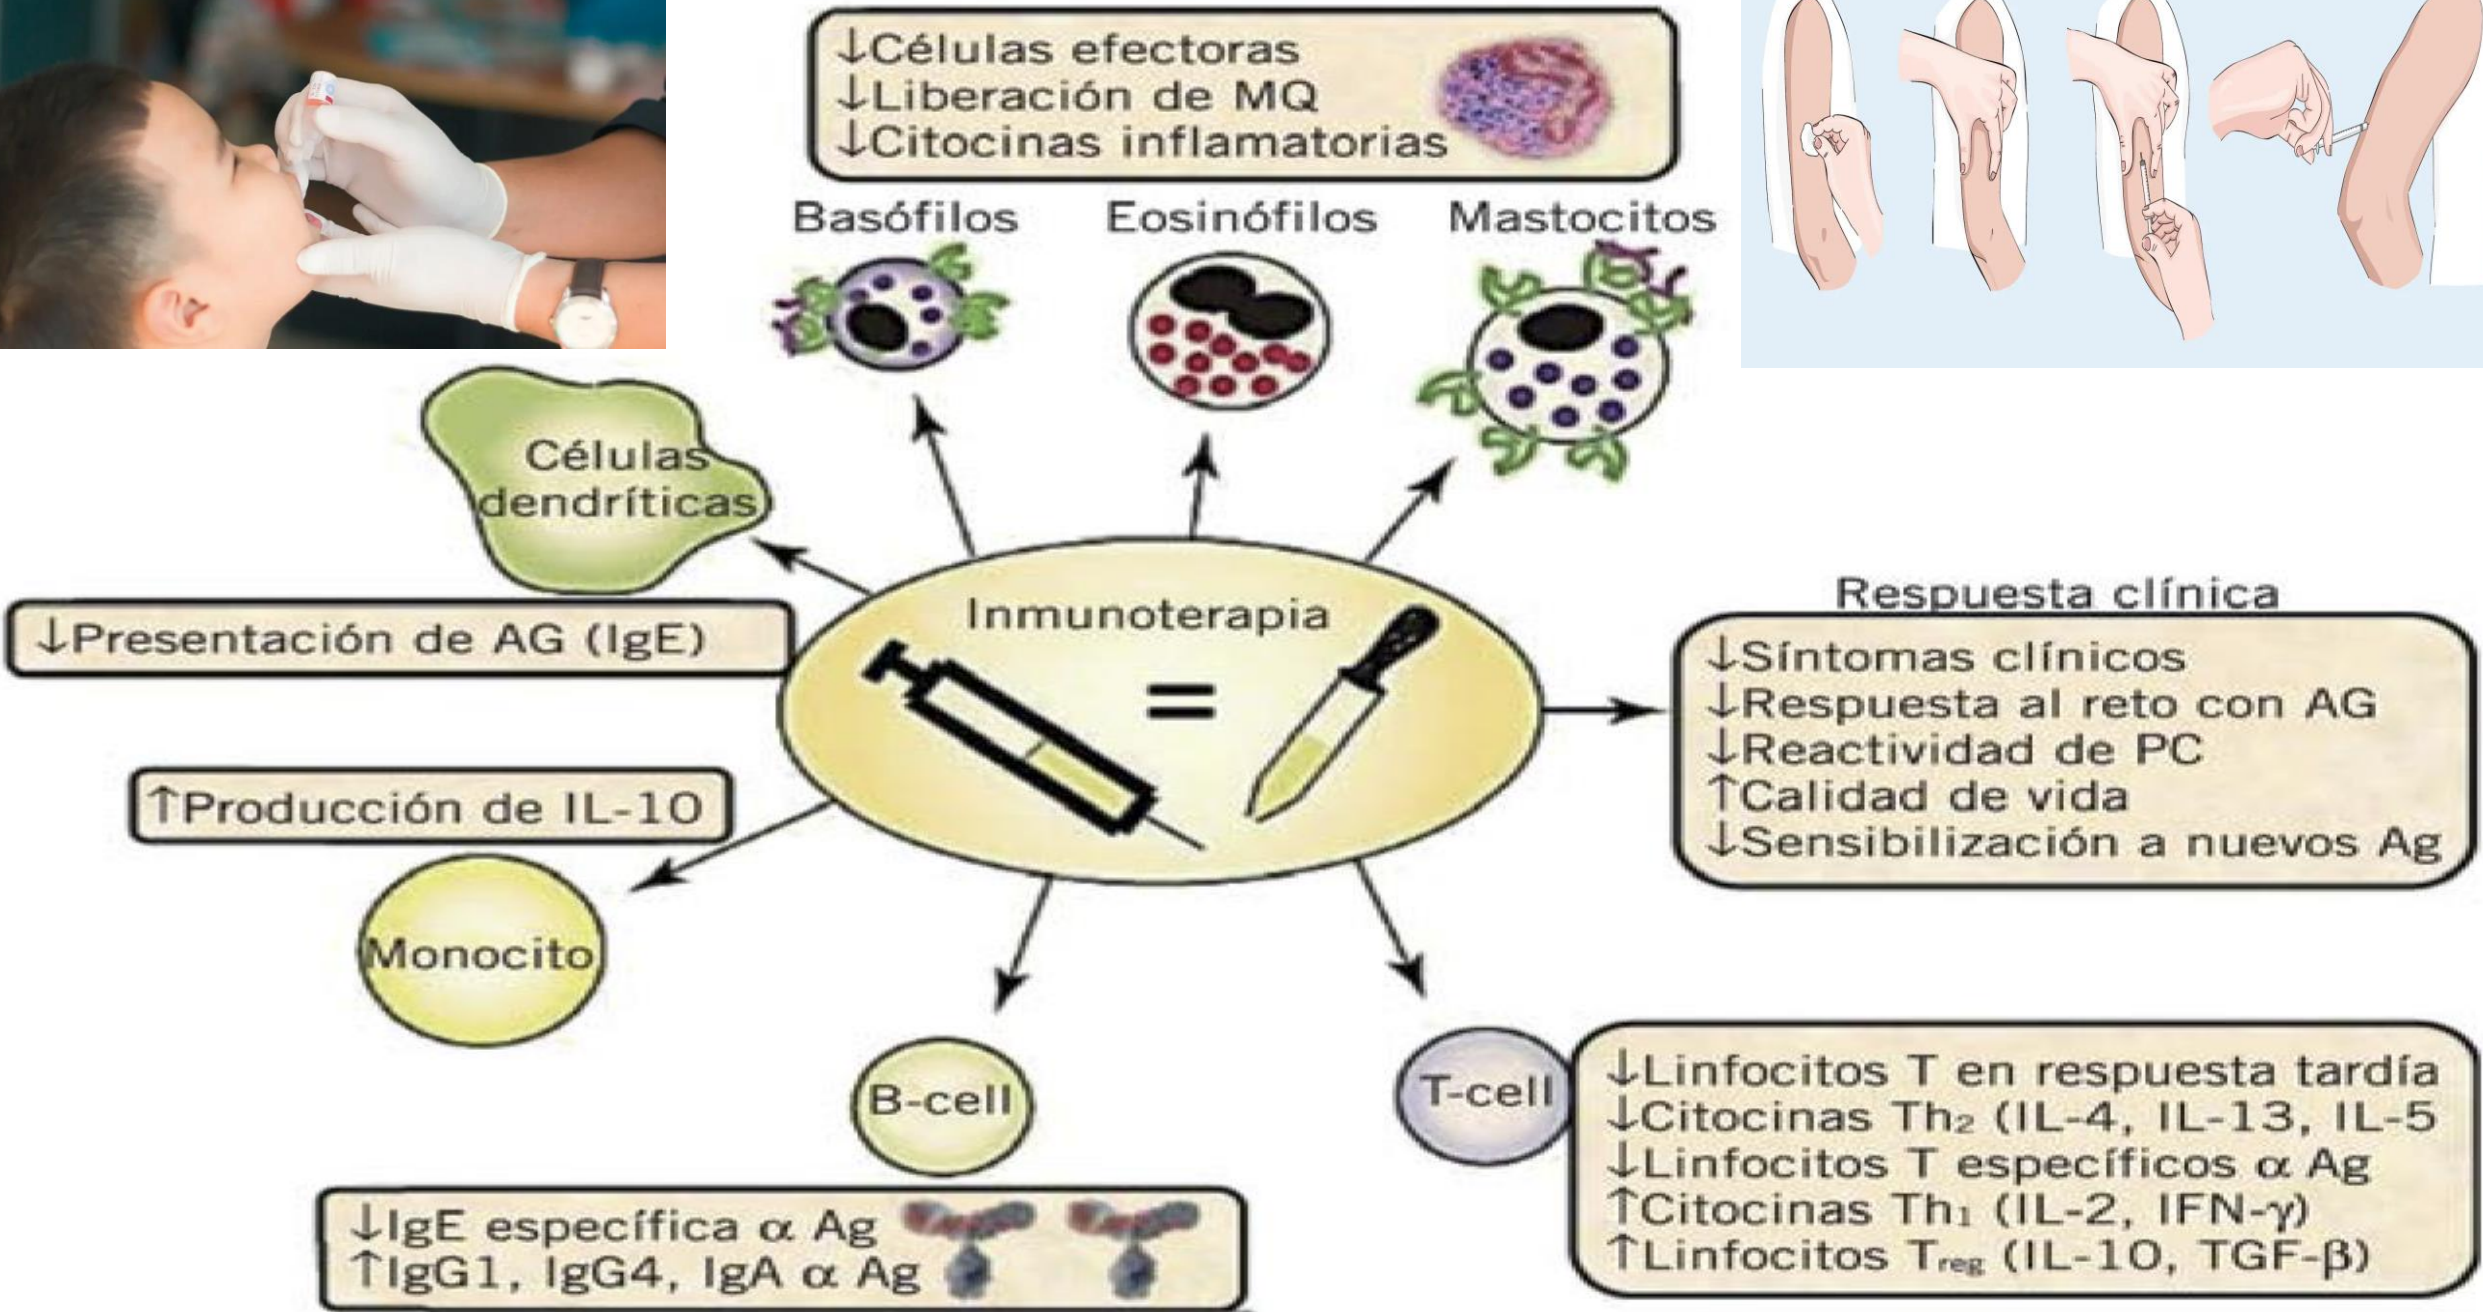 ↓Células efectoras
↓Liberación de MQ
↓Citocinas inflamatorias
Basófilos
Eosinófilos
Mastocitos
Células
dendríticas
↓Presentación de AG (IgE)
Inmunoterapia
=
Respuesta clínica
↓Síntomas clínicos
↓Respuesta al reto con AG
↓Reactividad de PC
↑Calidad de vida
↓Sensibilización a nuevos Ag
↑Producción de IL-10
Monocito
B-cell
↓IgE específica α Ag
↑IgG1, IgG4, IgA α Ag
T-cell
↓Linfocitos T en respuesta tardía
↓Citocinas Th₂ (IL-4, IL-13, IL-5
↓Linfocitos T específicos α Ag
↑Citocinas Th₁ (IL-2, IFN-γ)
↑Linfocitos Treg (IL-10, TGF-β)